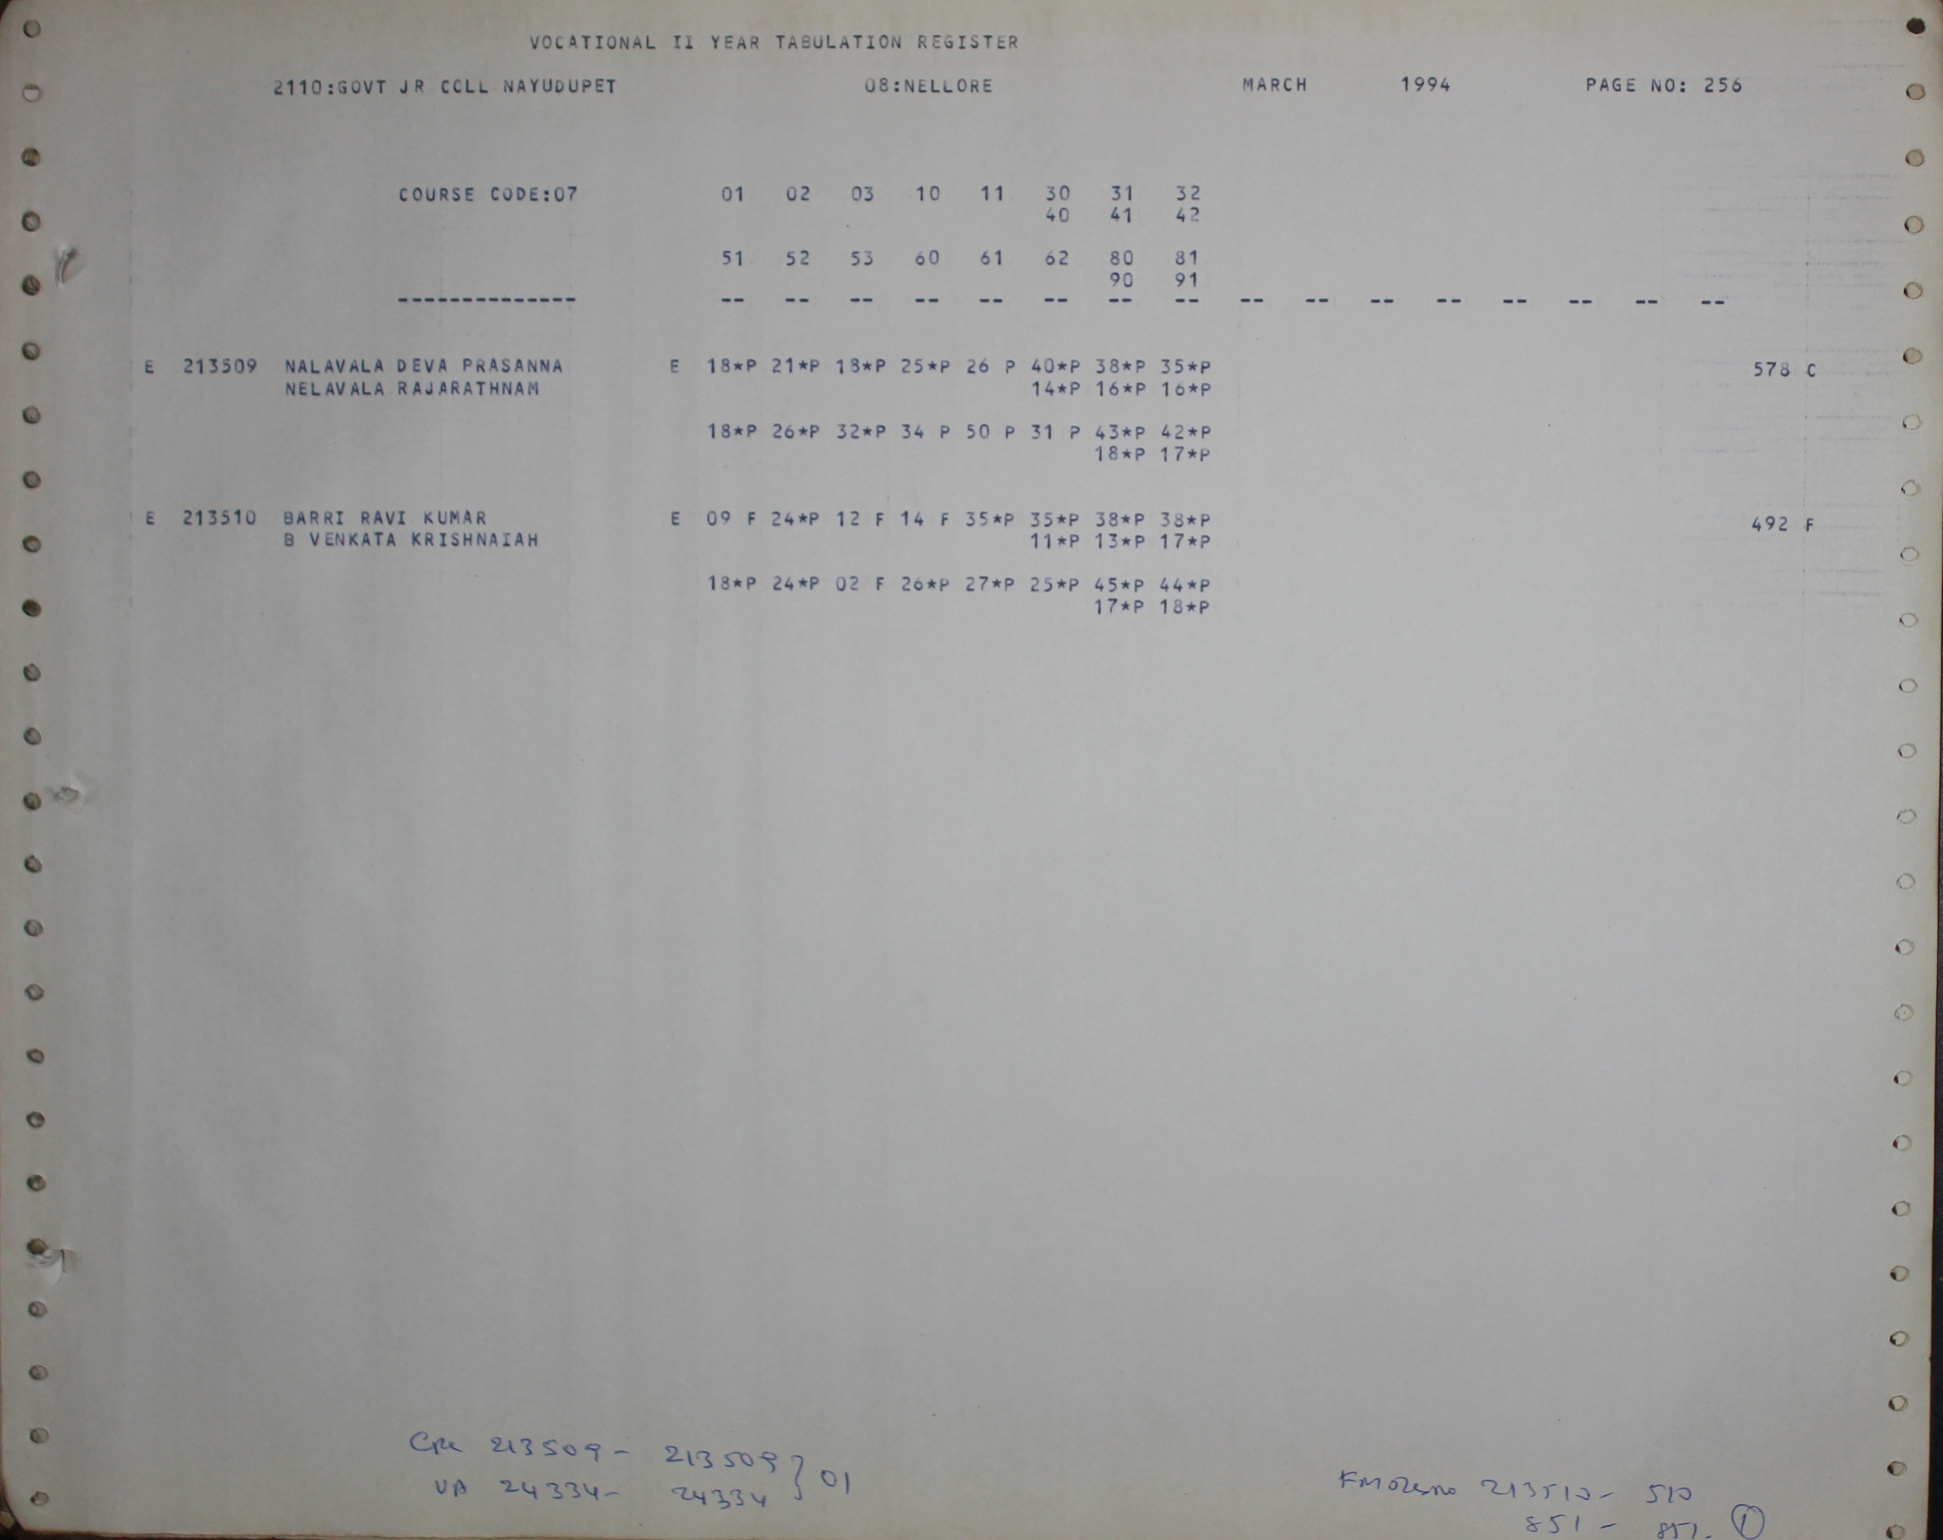 VOCATIONAL II YEAR TABULATION REGISTER
2110:GOVT JR COLL NAYUDUPET 08:NELLORE MARCH 1994 PAGE NO: 256
COURSE CODE:07 01 02 03 10 11 30 31 32
40 41 42
51 52 53 60 61 62 80 81
90 91
-------------- -- -- -- -- -- -- -- -- -- -- -- -- -- -- -- --
E 213509 NALAVALA DEVA PRASANNA E 18*P 21*P 18*P 25*P 26 P 40*P 38*P 35*P 578 C
NELAVALA RAJARATHNAM 14*P 16*P 16*P
18*P 26*P 32*P 34 P 50 P 31 P 43*P 42*P
18*P 17*P
E 213510 BARRI RAVI KUMAR E 09 F 24*P 12 F 14 F 35*P 35*P 38*P 38*P 492 F
B VENKATA KRISHNAIAH 11*P 13*P 17*P
18*P 24*P 02 F 26*P 27*P 25*P 45*P 44*P
17*P 18*P
213509 - 213509 } 01
24334 - 24334
213510 - 510
851 - 851. 1